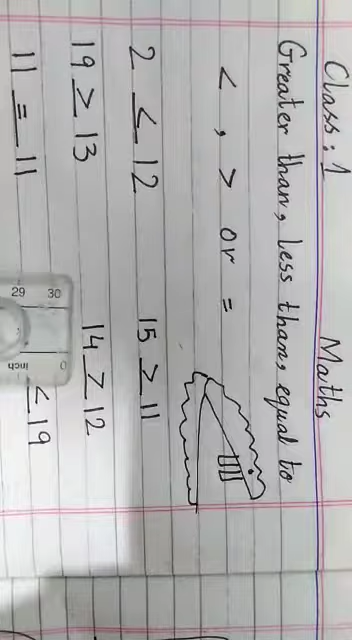 Class : 1 Maths
Greater than, Less than, equal to
< , > or =
2 < 12 15 > 11
19 > 13 14 > 12
11 = 11 < 19
30 0
29 inch